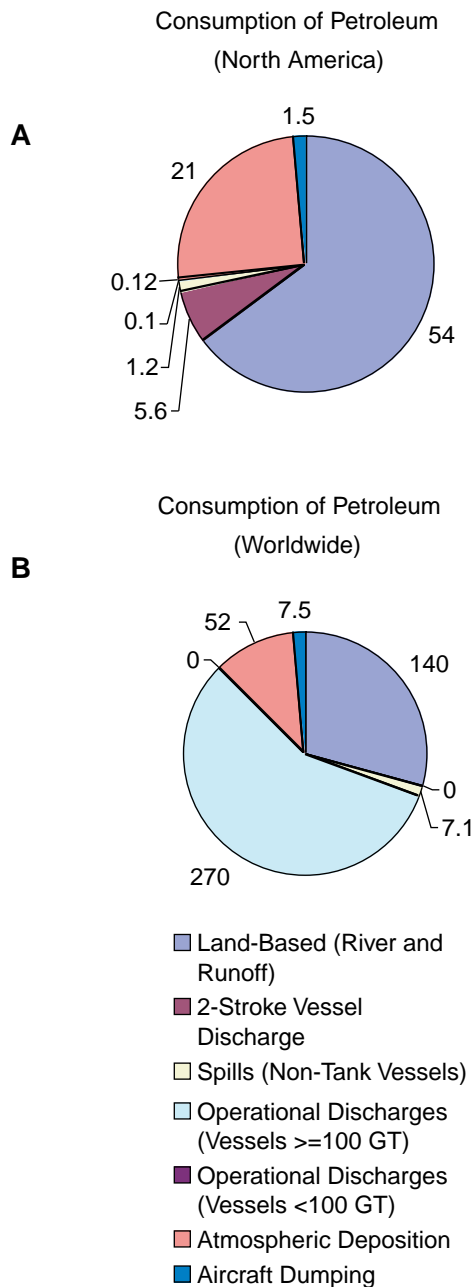 Consumption of Petroleum
(North America)
A
1.5
21
0.12
0.1
1.2
5.6
54
Consumption of Petroleum
(Worldwide)
B
7.5
52
0
140
0
7.1
270
Land-Based (River and
Runoff)
2-Stroke Vessel
Discharge
Spills (Non-Tank Vessels)
Operational Discharges
(Vessels >=100 GT)
Operational Discharges
(Vessels <100 GT)
Atmospheric Deposition
Aircraft Dumping